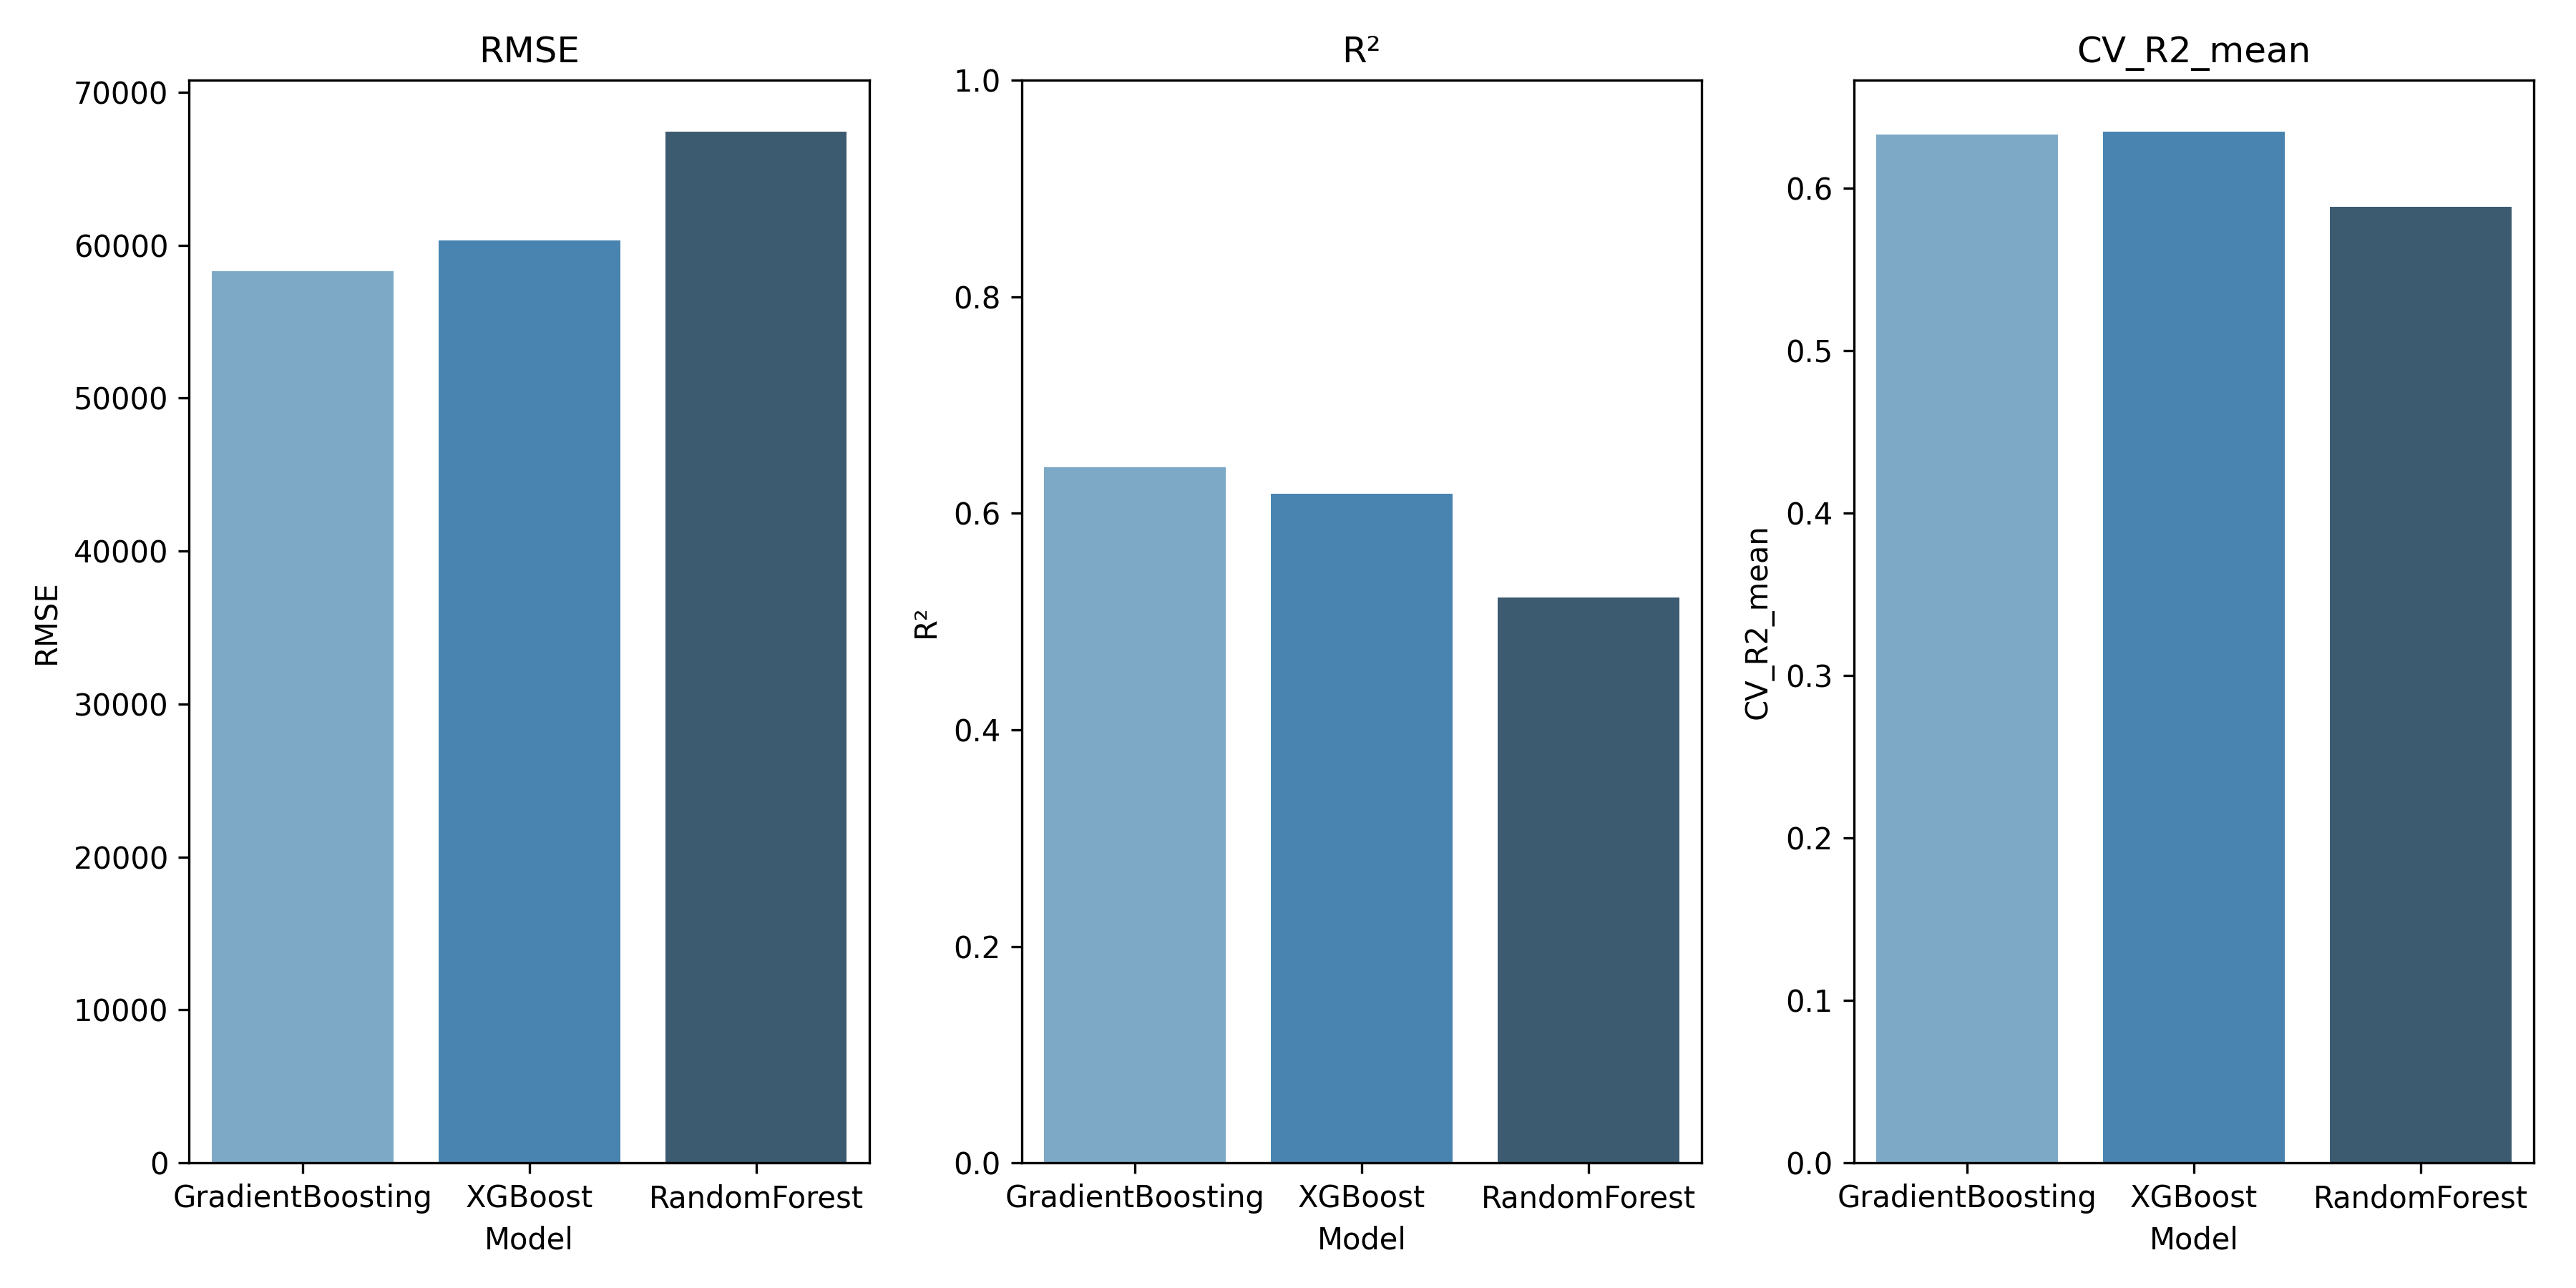 RMSE
70000
60000
50000
40000
30000
20000
10000
0
RMSE
GradientBoosting XGBoost RandomForest
Model
R²
1.0
0.8
0.6
0.4
0.2
0.0
R²
GradientBoosting XGBoost RandomForest
Model
CV_R2_mean
0.6
0.5
0.4
0.3
0.2
0.1
0.0
CV_R2_mean
GradientBoosting XGBoost RandomForest
Model